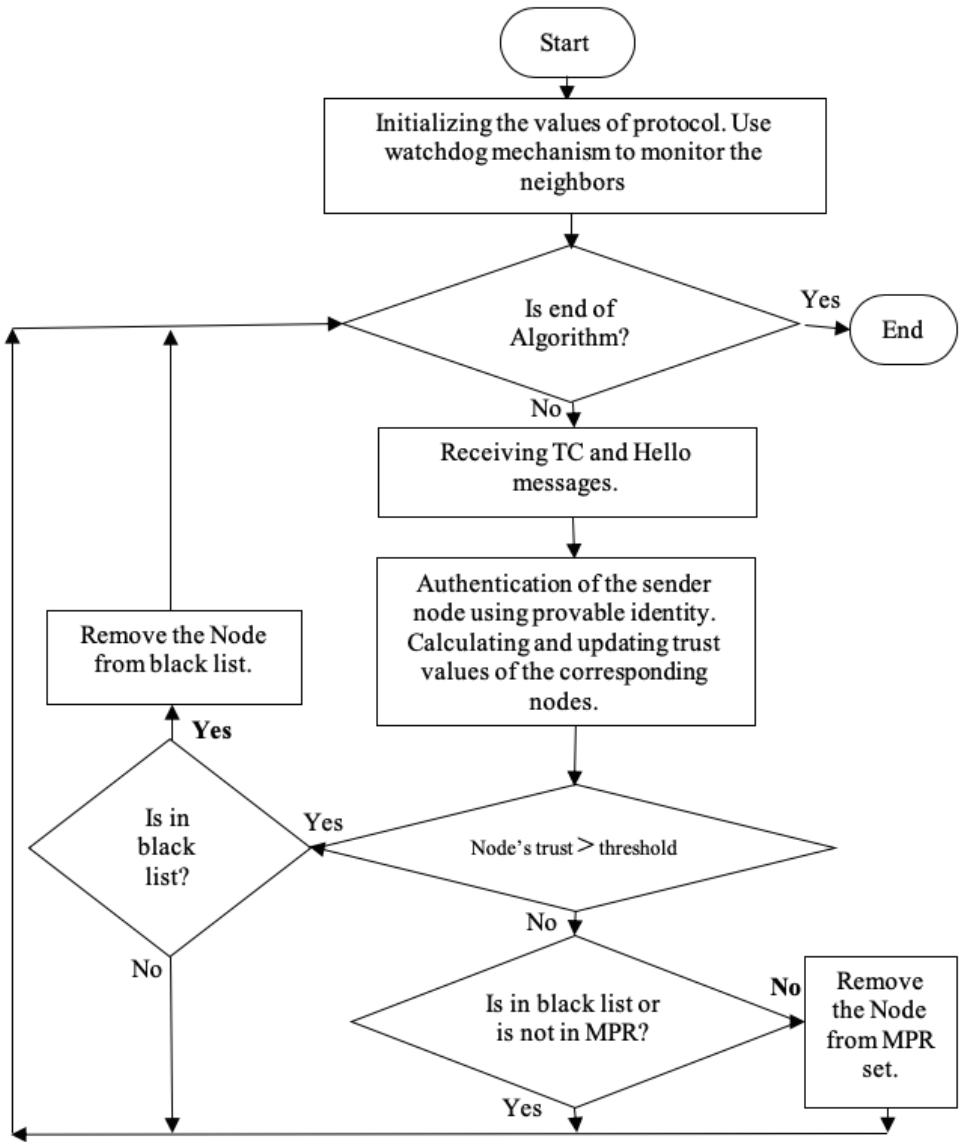 Start
Initializing the values of protocol. Use
watchdog mechanism to monitor the
neighbors
Is end of
Algorithm?
Yes
End
No
Receiving TC and Hello
messages.
Authentication of the sender
node using provable identity.
Calculating and updating trust
values of the corresponding
nodes.
Remove the Node
from black list.
Yes
Is in
black
list?
Yes
Node's trust > threshold
No
No
Is in black list or
is not in MPR?
No
Remove
the Node
from MPR
set.
Yes